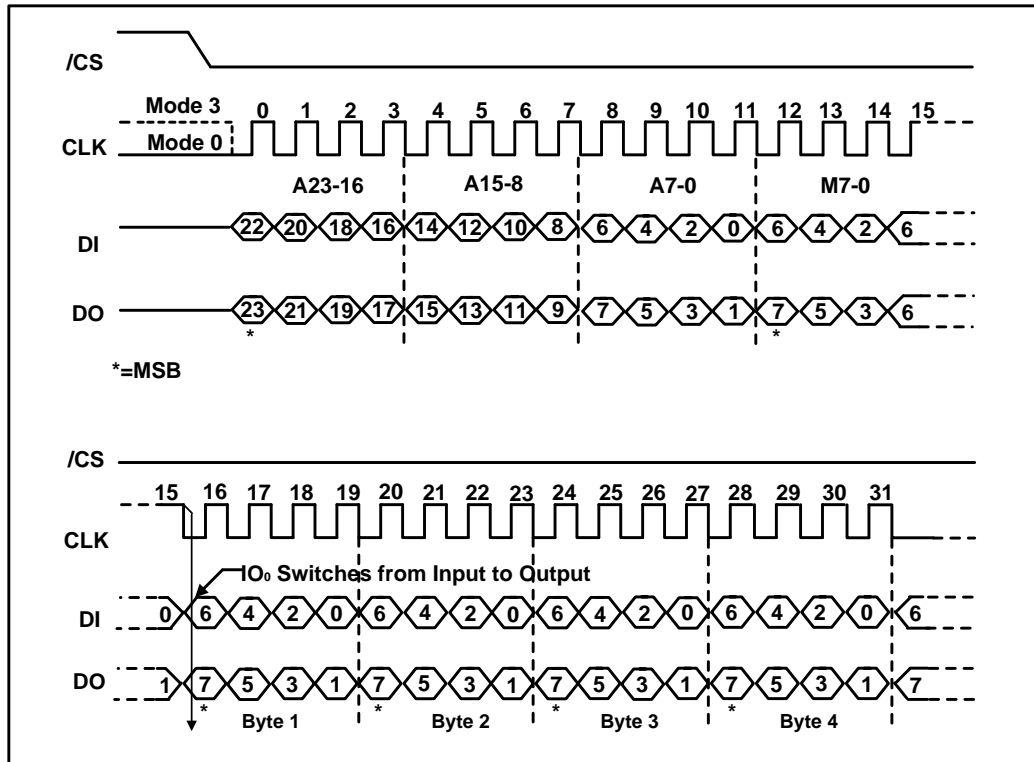 /CS
Mode 3 0 1 2 3 4 5 6 7 8 9 10 11 12 13 14 15
CLK Mode 0
A23-16 A15-8 A7-0 M7-0
DI 22 20 18 16 14 12 10 8 6 4 2 0 6 4 2 6
DO 23 21 19 17 15 13 11 9 7 5 3 1 7 5 3 6
* *
*=MSB
/CS
15 16 17 18 19 20 21 22 23 24 25 26 27 28 29 30 31
CLK
IO₀ Switches from Input to Output
DI 0 6 4 2 0 6 4 2 0 6 4 2 0 6 4 2 0 6
DO 1 7 5 3 1 7 5 3 1 7 5 3 1 7 5 3 1 7
* * * *
Byte 1 Byte 2 Byte 3 Byte 4